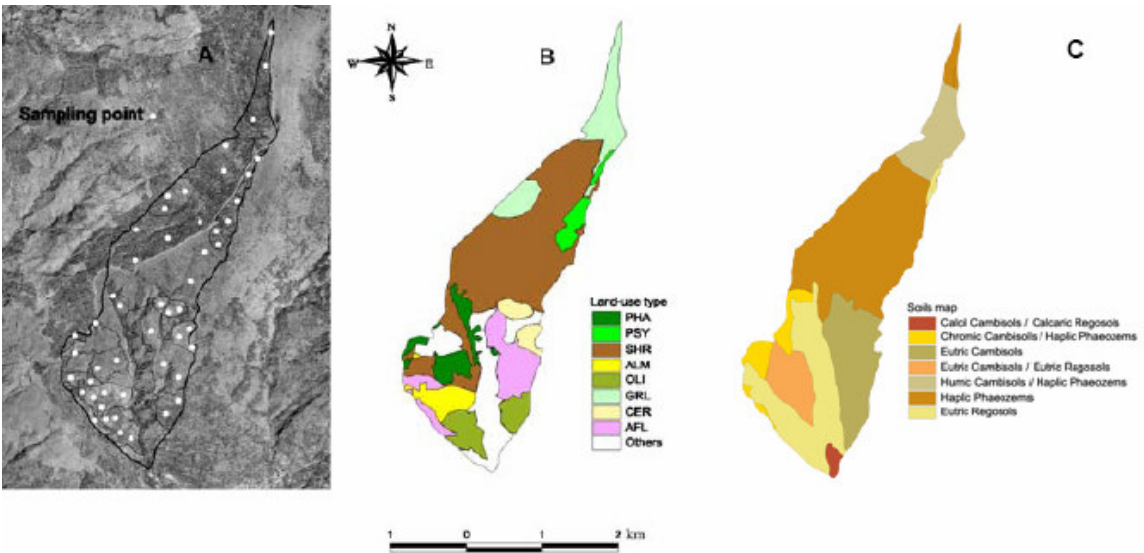 A
Sampling point
N
W E
S
B
Land-use type
PHA
PSY
SHR
ALM
OLI
GRL
CER
AFL
Others
C
Soils map
Calcil Cambisols / Calcaric Regosols
Chromic Cambisolls / Haplic Phaeozems
Eutric Cambisols
Eutric Cambisols / Eutric Regosols
Humic Cambisols / Haplic Phaeozems
Haplic Phaeozems
Eutric Regosols
1 0 1 2 km